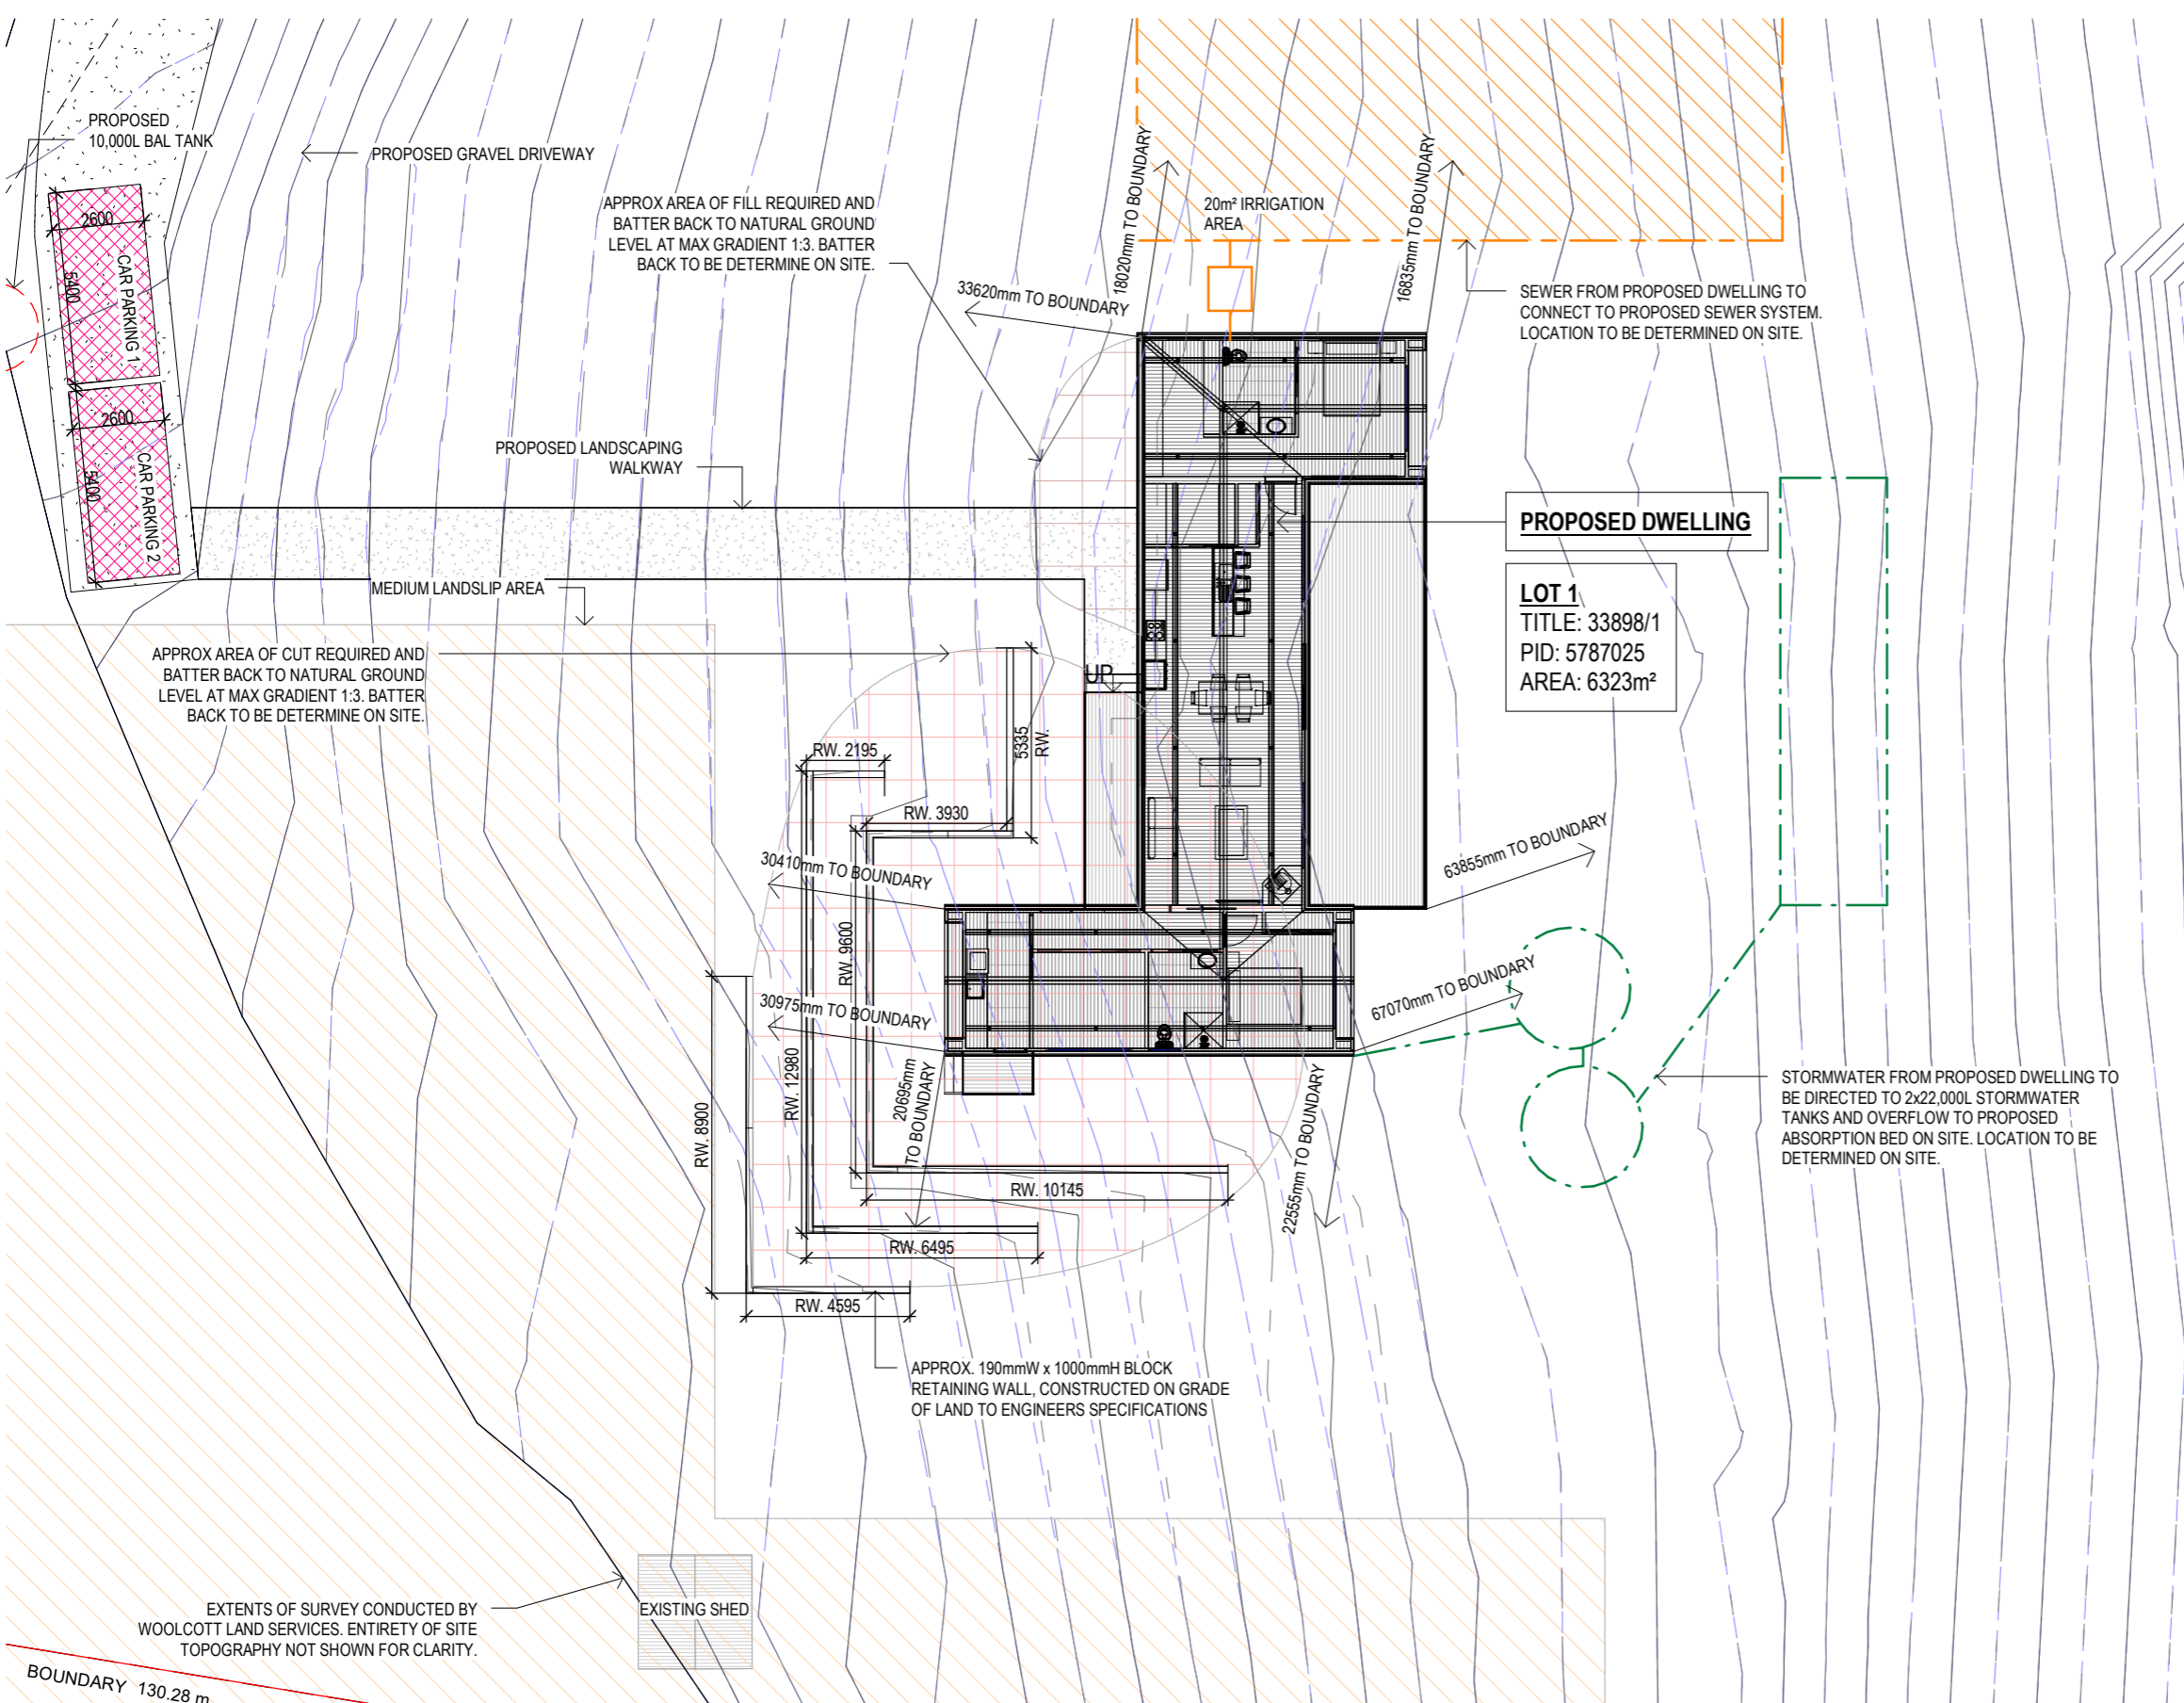 PROPOSED
10,000L BAL TANK
PROPOSED GRAVEL DRIVEWAY
APPROX AREA OF FILL REQUIRED AND
BATTER BACK TO NATURAL GROUND
LEVEL AT MAX GRADIENT 1:3. BATTER
BACK TO BE DETERMINE ON SITE.
33620mm TO BOUNDARY
18020mm TO BOUNDARY
20m² IRRIGATION
AREA
16835mm TO BOUNDARY
SEWER FROM PROPOSED DWELLING TO
CONNECT TO PROPOSED SEWER SYSTEM.
LOCATION TO BE DETERMINED ON SITE.
2600
5400
CAR PARKING 1
2600
5400
CAR PARKING 2
PROPOSED LANDSCAPING
WALKWAY
PROPOSED DWELLING
LOT 1
TITLE: 33898/1
PID: 5787025
AREA: 6323m²
MEDIUM LANDSLIP AREA
APPROX AREA OF CUT REQUIRED AND
BATTER BACK TO NATURAL GROUND
LEVEL AT MAX GRADIENT 1:3. BATTER
BACK TO BE DETERMINE ON SITE.
UP
5335
RW.
RW. 2195
RW. 3930
30410mm TO BOUNDARY
63855mm TO BOUNDARY
RW. 9600
30975mm TO BOUNDARY
67070mm TO BOUNDARY
RW. 12980
RW. 8900
20695mm
TO BOUNDARY
22555mm TO BOUNDARY
STORMWATER FROM PROPOSED DWELLING TO
BE DIRECTED TO 2x22,000L STORMWATER
TANKS AND OVERFLOW TO PROPOSED
ABSORPTION BED ON SITE. LOCATION TO BE
DETERMINED ON SITE.
RW. 10145
RW. 6495
RW. 4595
APPROX. 190mmW x 1000mmH BLOCK
RETAINING WALL, CONSTRUCTED ON GRADE
OF LAND TO ENGINEERS SPECIFICATIONS
EXTENTS OF SURVEY CONDUCTED BY
WOOLCOTT LAND SERVICES. ENTIRETY OF SITE
TOPOGRAPHY NOT SHOWN FOR CLARITY.
EXISTING SHED
BOUNDARY 130.28 m